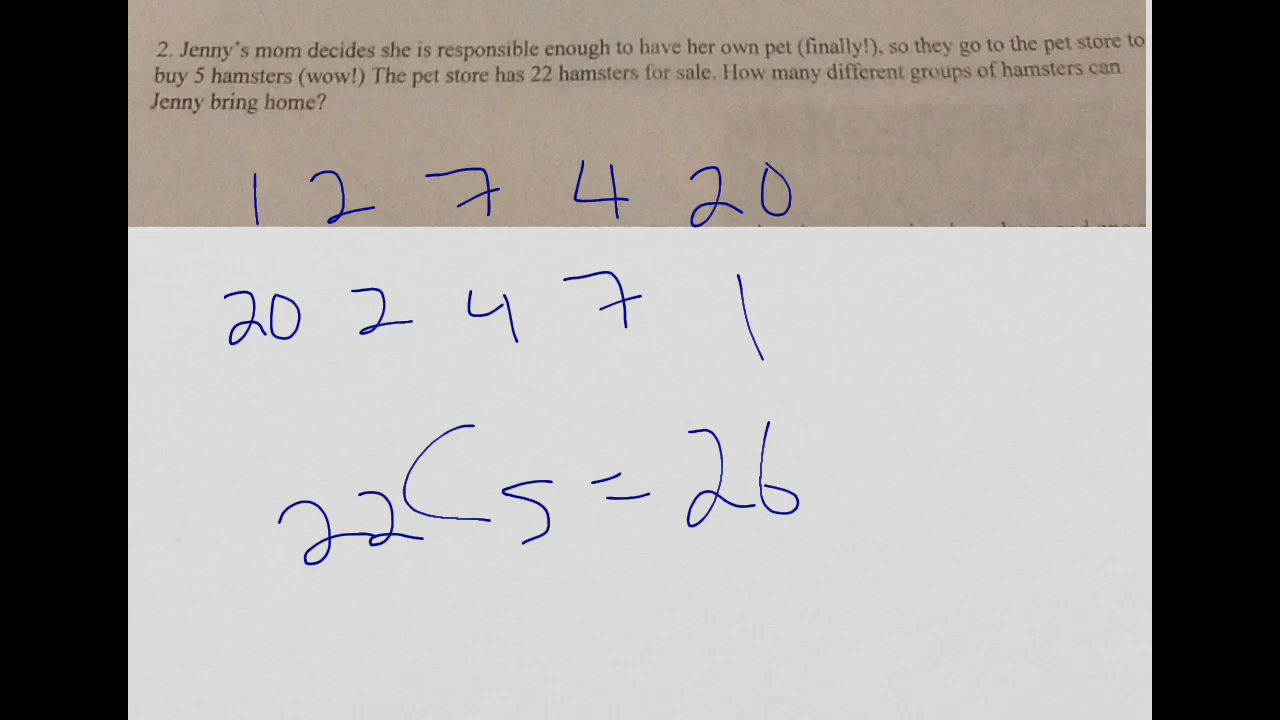 2. Jenny's mom decides she is responsible enough to have her own pet (finally!), so they go to the pet store to
buy 5 hamsters (wow!) The pet store has 22 hamsters for sale. How many different groups of hamsters can
Jenny bring home?
1 2 7 4 20
20 2 4 7 1
22C5 = 26